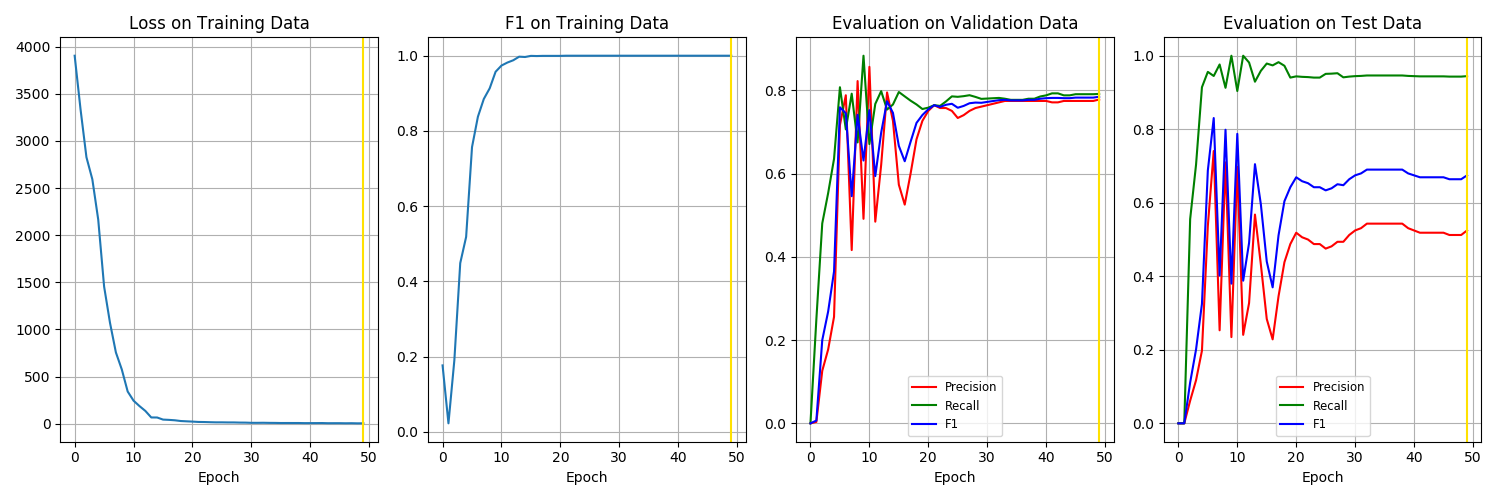 Loss on Training Data
4000
3500
3000
2500
2000
1500
1000
500
0
0 10 20 30 40 50
Epoch
F1 on Training Data
1.0
0.8
0.6
0.4
0.2
0.0
0 10 20 30 40 50
Epoch
Evaluation on Validation Data
0.8
0.6
0.4
0.2
0.0
Precision
Recall
F1
0 10 20 30 40 50
Epoch
Evaluation on Test Data
1.0
0.8
0.6
0.4
0.2
0.0
Precision
Recall
F1
0 10 20 30 40 50
Epoch